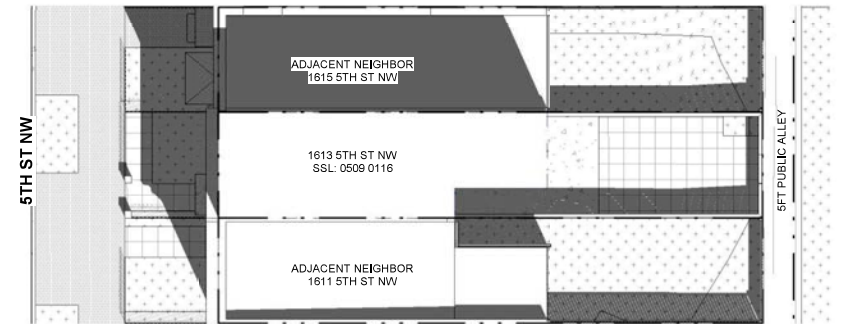 5TH ST NW
ADJACENT NEIGHBOR
1615 5TH ST NW
1613 5TH ST NW
SSL: 0509 0116
ADJACENT NEIGHBOR
1611 5TH ST NW
5FT PUBLIC ALLEY